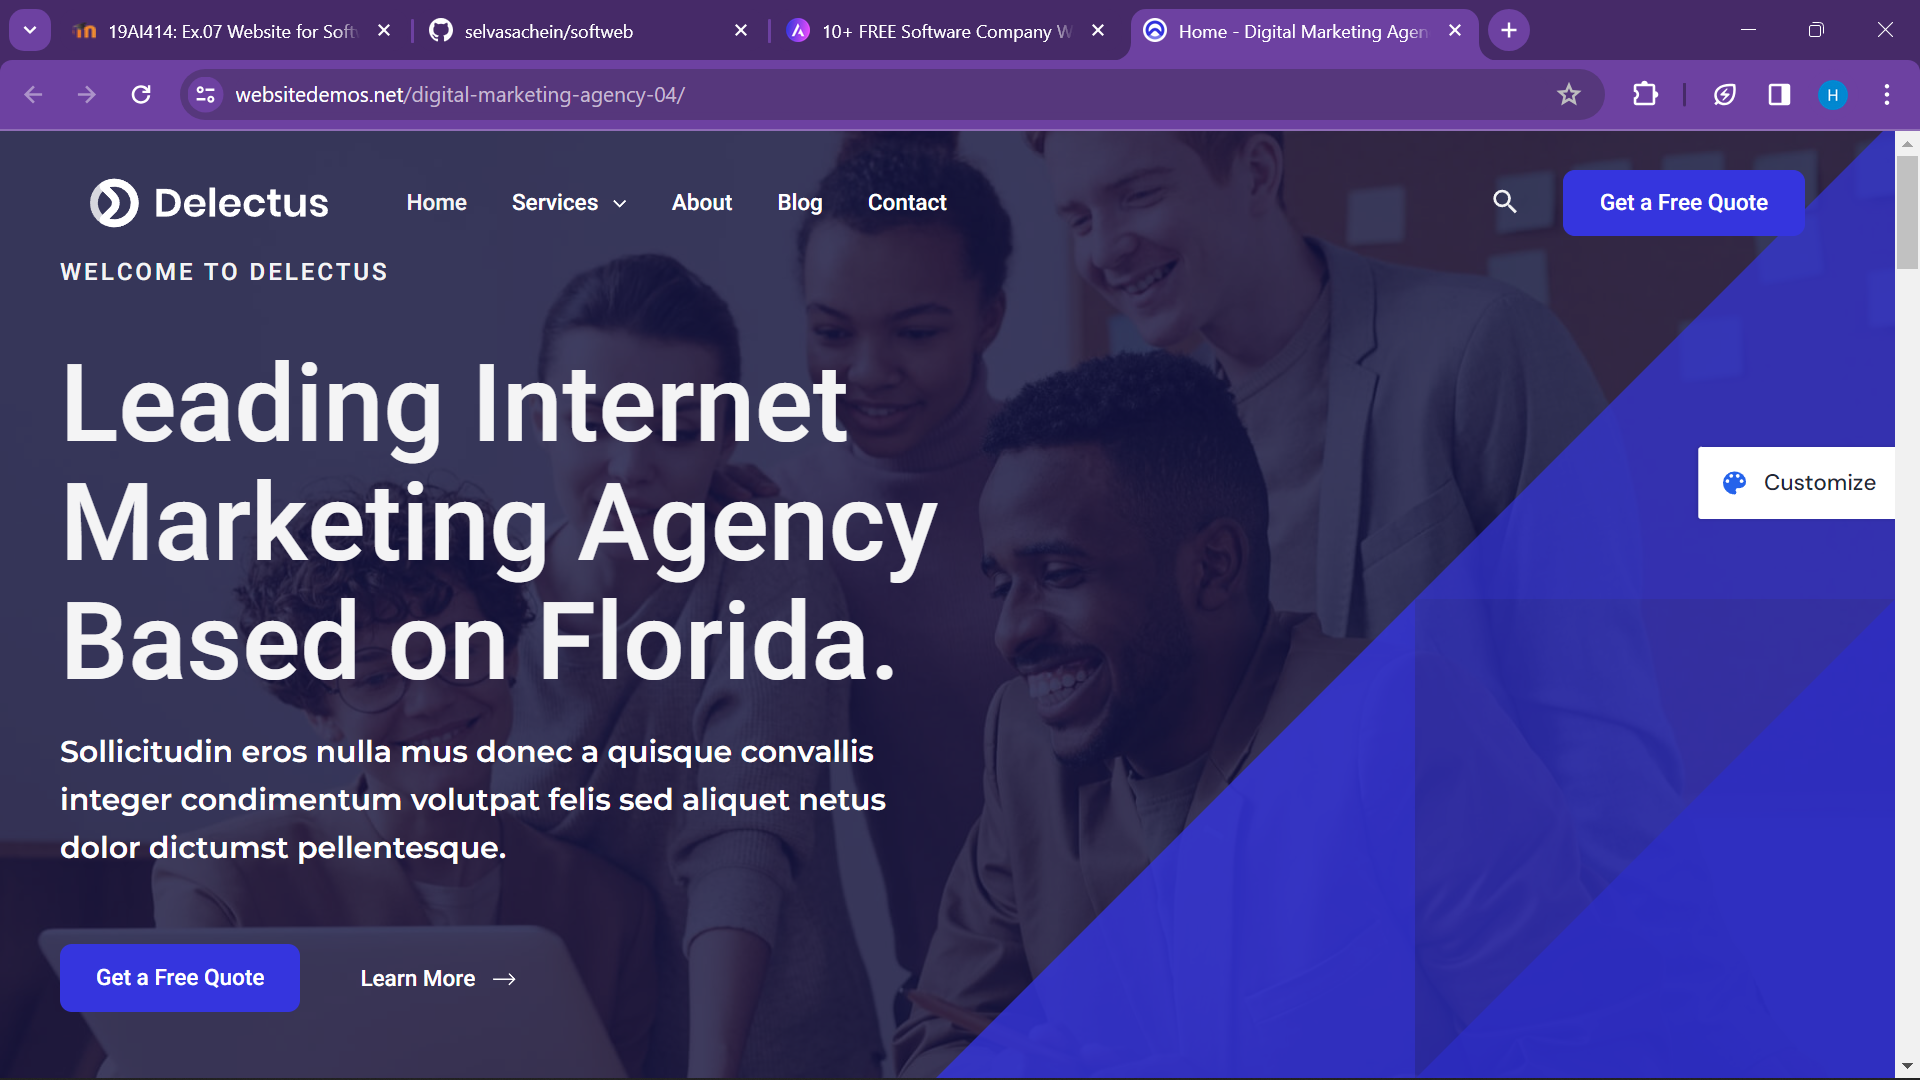 19AI414: Ex.07 Website for Soft
selvasachein/softweb
10+ FREE Software Company W
Home - Digital Marketing Agen
websitedemos.net/digital-marketing-agency-04/
H
Delectus
Home
Services
About
Blog
Contact
Get a Free Quote
WELCOME TO DELECTUS
Leading Internet
Marketing Agency
Based on Florida.
Customize
Sollicitudin eros nulla mus donec a quisque convallis
integer condimentum volutpat felis sed aliquet netus
dolor dictumst pellentesque.
Get a Free Quote
Learn More →